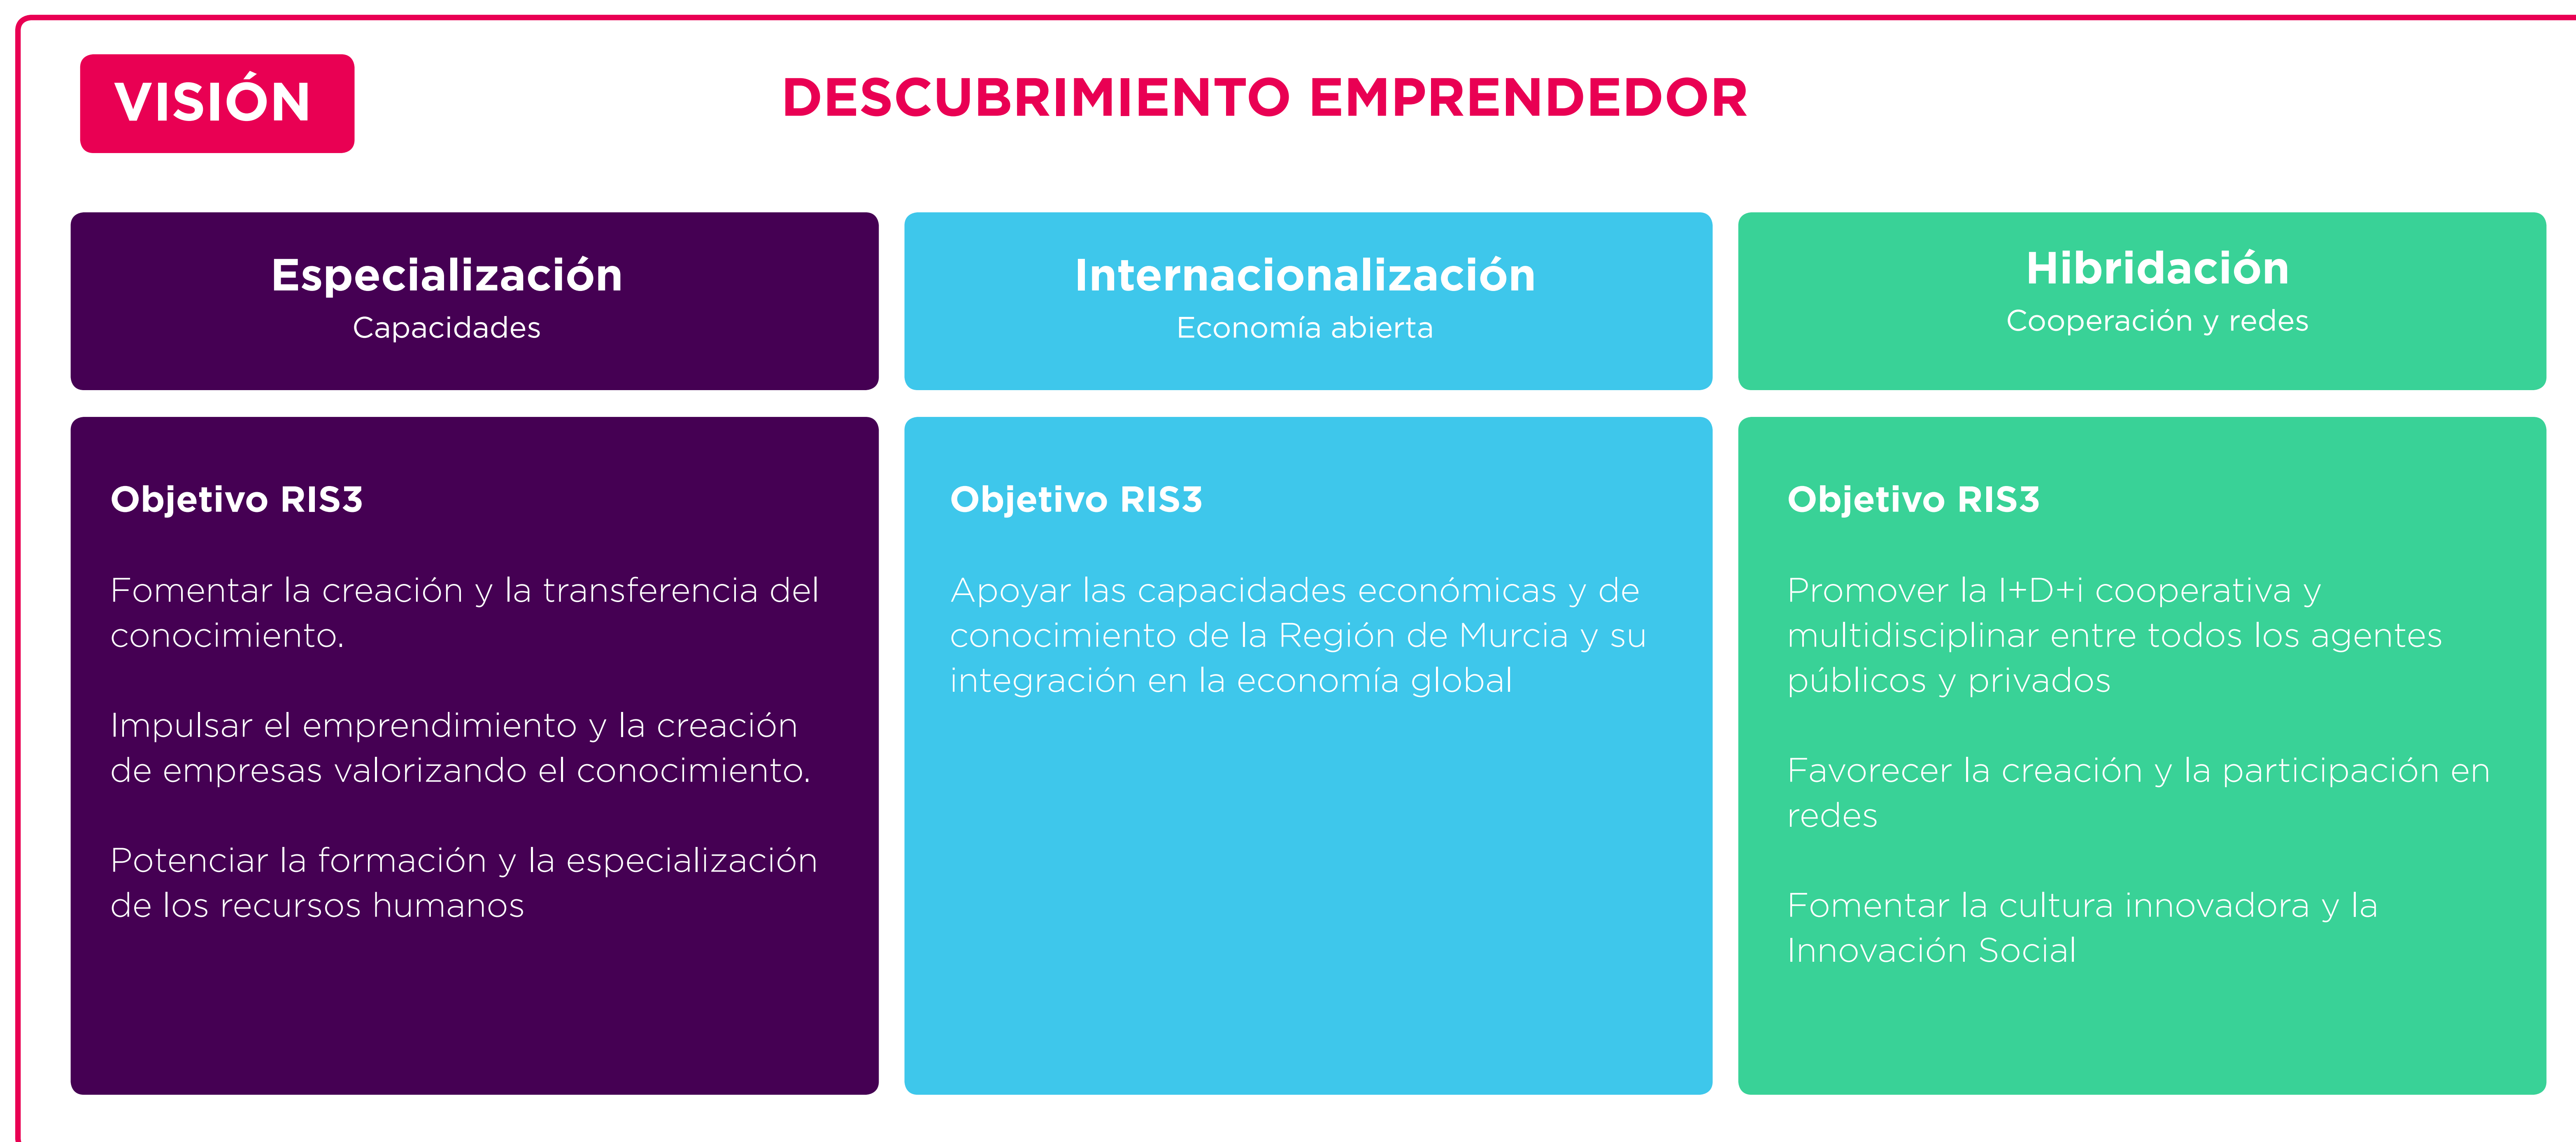 VISIÓN
DESCUBRIMIENTO EMPRENDEDOR
Especialización
Capacidades
Internacionalización
Economía abierta
Hibridación
Cooperación y redes
Objetivo RIS3
Fomentar la creación y la transferencia del
conocimiento.
Impulsar el emprendimiento y la creación
de empresas valorizando el conocimiento.
Potenciar la formación y la especialización
de los recursos humanos
Objetivo RIS3
Apoyar las capacidades económicas y de
conocimiento de la Región de Murcia y su
integración en la economía global
Objetivo RIS3
Promover la I+D+i cooperativa y
multidisciplinar entre todos los agentes
públicos y privados
Favorecer la creación y la participación en
redes
Fomentar la cultura innovadora y la
Innovación Social